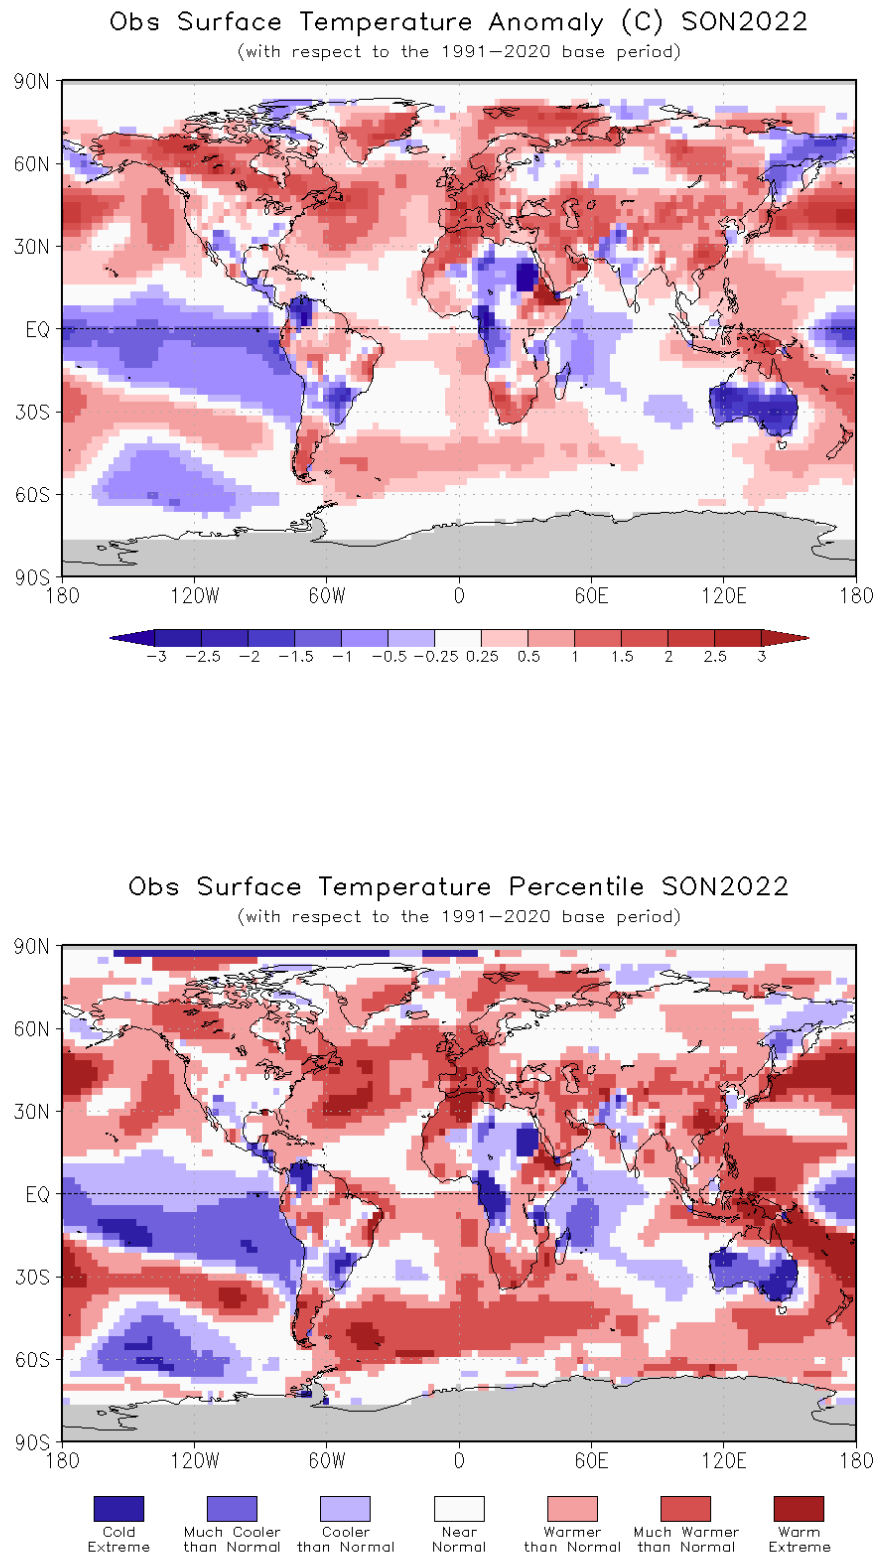 Obs Surface Temperature Anomaly (C) SON2022
(with respect to the 1991−2020 base period)
90N
60N
30N
EQ
30S
60S
90S
180 120W 60W 0 60E 120E 180
−3 −2.5 −2 −1.5 −1 −0.5 −0.25 0.25 0.5 1 1.5 2 2.5 3
Obs Surface Temperature Percentile SON2022
(with respect to the 1991−2020 base period)
90N
60N
30N
EQ
30S
60S
90S
180 120W 60W 0 60E 120E 180
Cold Much Cooler Cooler Near Warmer Much Warmer Warm
Extreme than Normal than Normal Normal than Normal than Normal Extreme